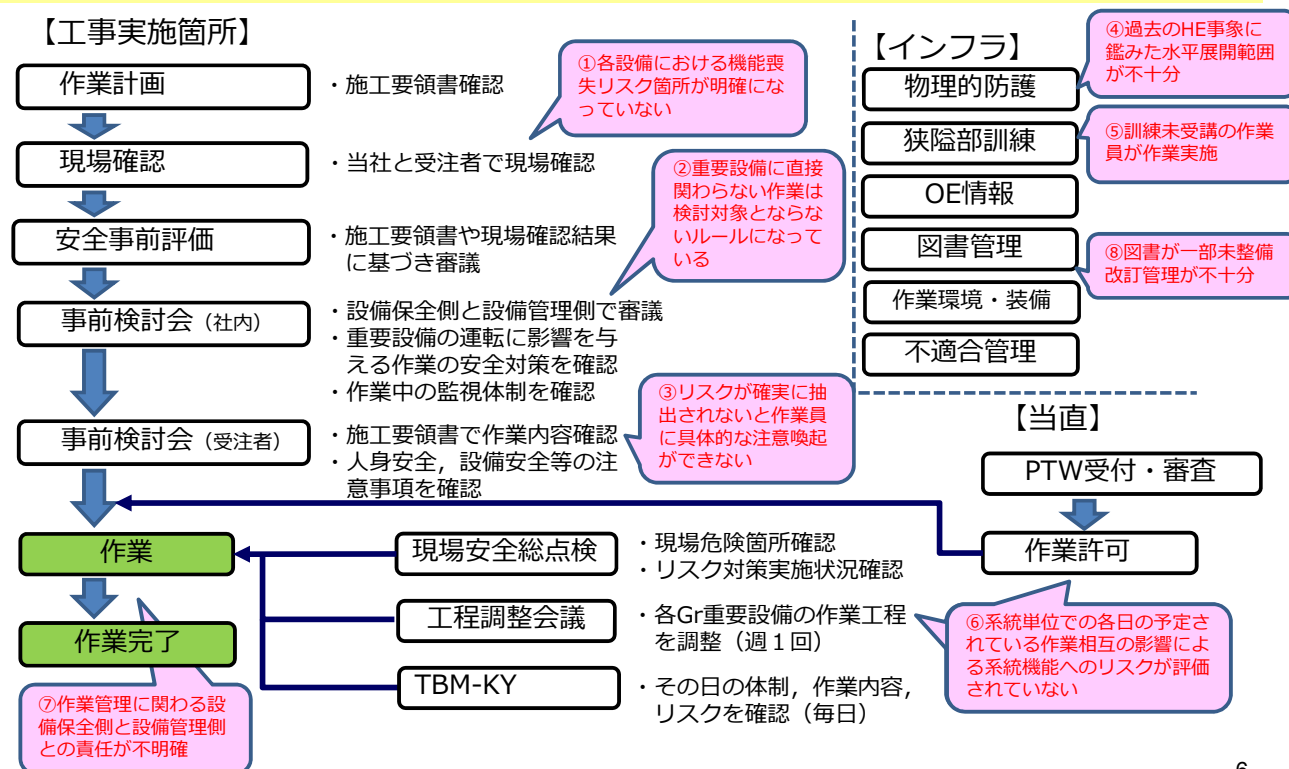 【工事実施箇所】
作業計画
・施工要領書確認
①各設備における機能喪
失リスク箇所が明確にな
っていない
現場確認
・当社と受注者で現場確認
②重要設備に直接
関わらない作業は
検討対象とならな
いルールになって
いる
安全事前評価
・施工要領書や現場確認結果
に基づき審議
事前検討会（社内）
・設備保全側と設備管理側で審議
・重要設備の運転に影響を与
える作業の安全対策を確認
・作業中の監視体制を確認
③リスクが確実に抽
出されないと作業員
に具体的な注意喚起
ができない
事前検討会（受注者）
・施工要領書で作業内容確認
・人身安全，設備安全等の注
意事項を確認
作業
現場安全総点検
・現場危険箇所確認
・リスク対策実施状況確認
作業完了
工程調整会議
・各Gr重要設備の作業工程
を調整（週１回）
TBM-KY
・その日の体制，作業内容，
リスクを確認（毎日）
⑦作業管理に関わる設
備保全側と設備管理側
との責任が不明確
【インフラ】
④過去のHE事象に
鑑みた水平展開範囲
が不十分
物理的防護
狭隘部訓練
⑤訓練未受講の作業
員が作業実施
OE情報
図書管理
⑧図書が一部未整備
改訂管理が不十分
作業環境・装備
不適合管理
【当直】
PTW受付・審査
作業許可
⑥系統単位での各日の予定さ
れている作業相互の影響によ
る系統機能へのリスクが評価
されていない